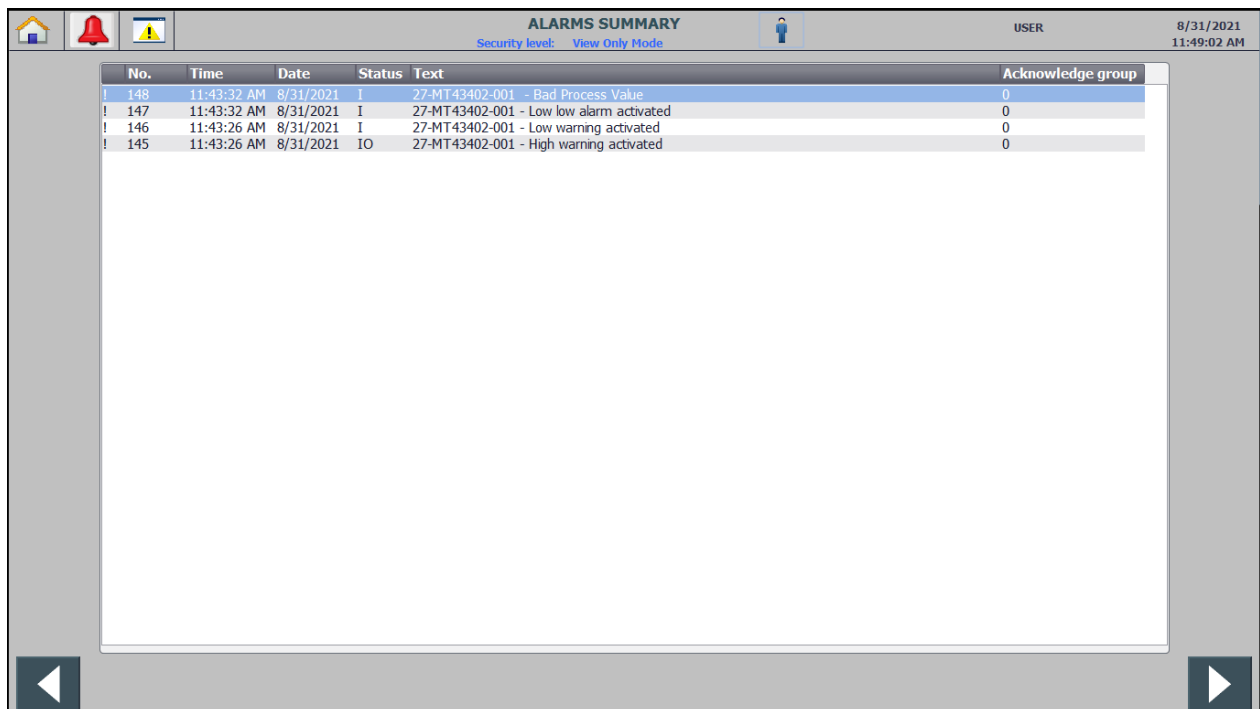 ALARMS SUMMARY
Security level: View Only Mode
USER
8/31/2021
11:49:02 AM
No. Time Date Status Text Acknowledge group
! 148 11:43:32 AM 8/31/2021 I 27-MT43402-001 - Bad Process Value 0
! 147 11:43:32 AM 8/31/2021 I 27-MT43402-001 - Low low alarm activated 0
! 146 11:43:26 AM 8/31/2021 I 27-MT43402-001 - Low warning activated 0
! 145 11:43:26 AM 8/31/2021 IO 27-MT43402-001 - High warning activated 0